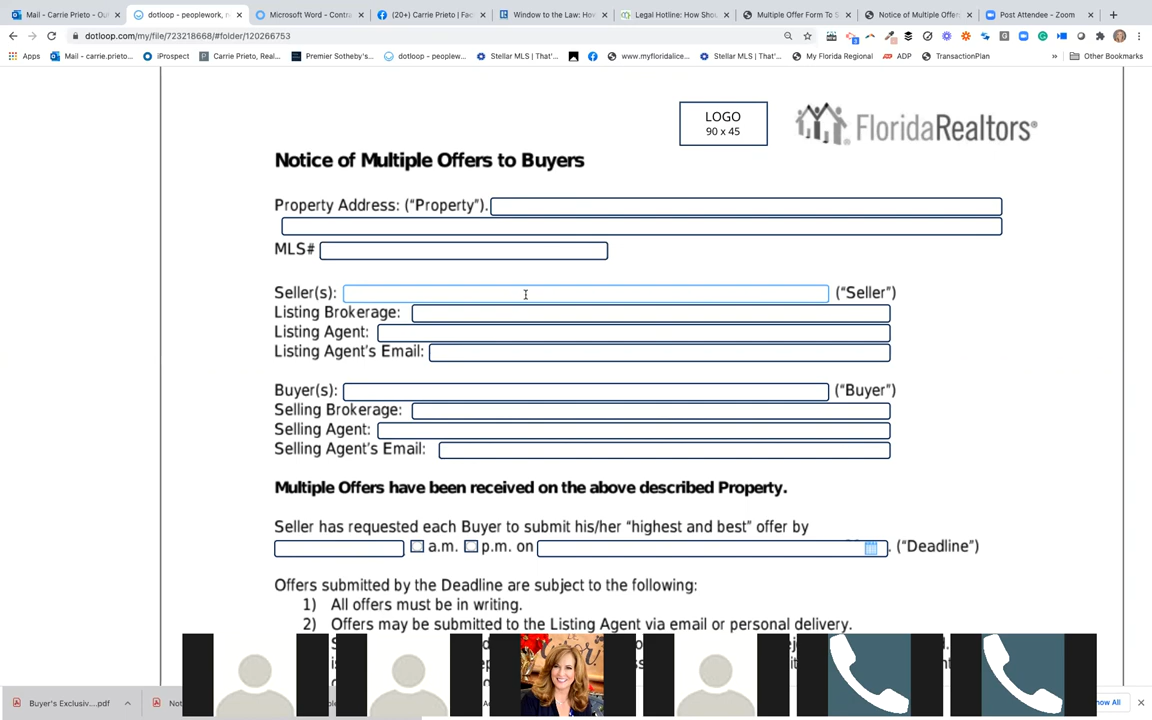 Mail - Carrie Prieto - Out
dotloop - peoplework, n
Microsoft Word - Contra
(20+) Carrie Prieto | Fac
Window to the Law: How
Legal Hotline: How Shou
Multiple Offer Form To S
Notice of Multiple Offers
Post Attendee - Zoom
dotloop.com/my/file/723218668/#folder/120266753
Apps
Mail - carrie.prieto...
iProspect
Carrie Prieto, Real...
Premier Sotheby's...
dotloop - peoplew...
Stellar MLS | That'...
www.myfloridalice...
Stellar MLS | That'...
My Florida Regional
ADP
TransactionPlan
Other Bookmarks
LOGO
90 x 45
FloridaRealtors®
Notice of Multiple Offers to Buyers
Property Address: ("Property").
MLS#
Seller(s): ("Seller")
Listing Brokerage:
Listing Agent:
Listing Agent's Email:
Buyer(s): ("Buyer")
Selling Brokerage:
Selling Agent:
Selling Agent's Email:
Multiple Offers have been received on the above described Property.
Seller has requested each Buyer to submit his/her "highest and best" offer by
a.m. p.m. on . ("Deadline")
Offers submitted by the Deadline are subject to the following:
1) All offers must be in writing.
2) Offers may be submitted to the Listing Agent via email or personal delivery.
Buyer's Exclusiv....pdf